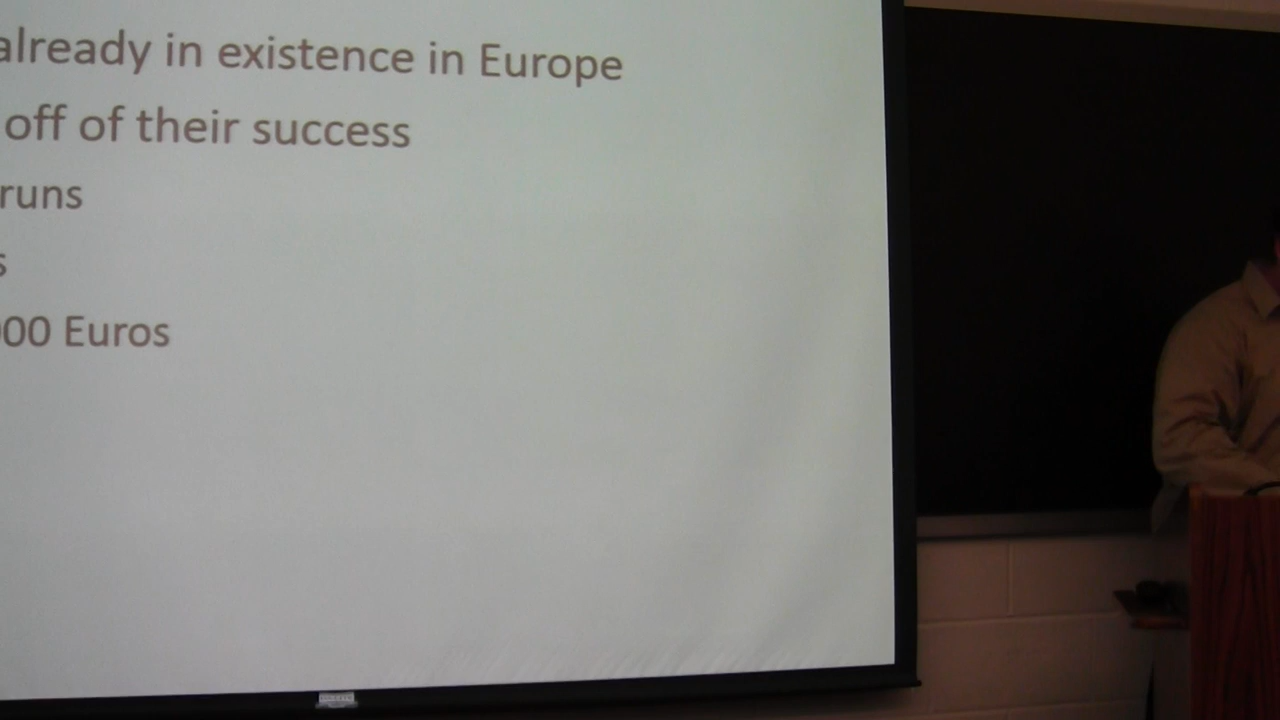 already in existence in Europe
off of their success
runs
s
000 Euros